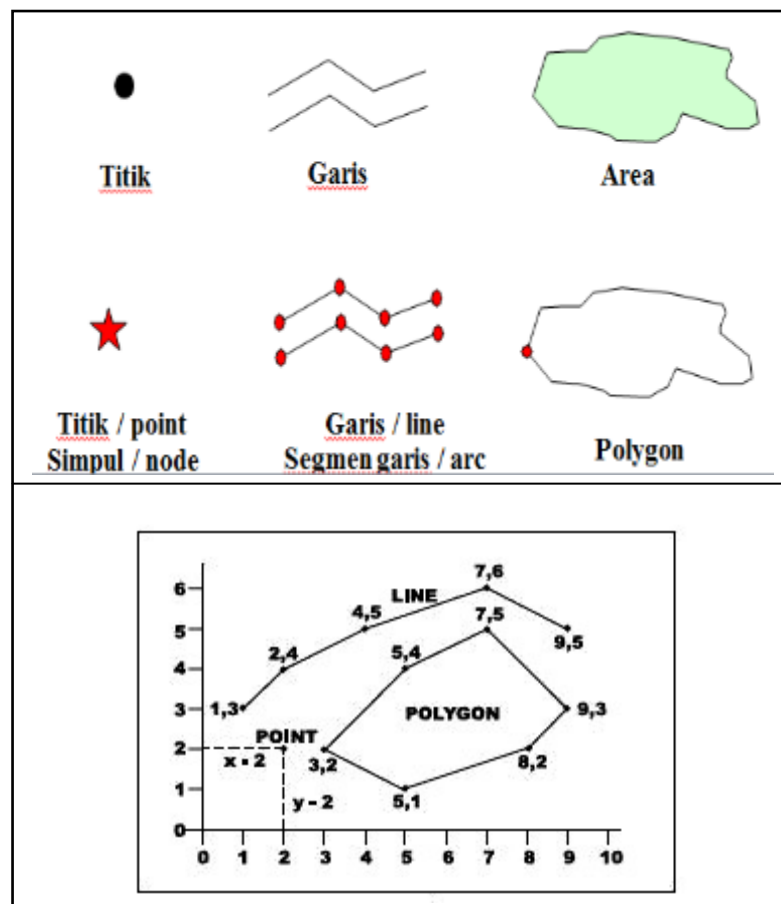 Titik
Garis
Area
Titik / point
Simpul / node
Garis / line
Segmen garis / arc
Polygon
6
5
4
3
2
1
0
7,6
LINE
4,5
7,5
2,4
5,4
9,5
1,3
POLYGON
9,3
POINT
x - 2
3,2
8,2
y - 2
5,1
0 1 2 3 4 5 6 7 8 9 10